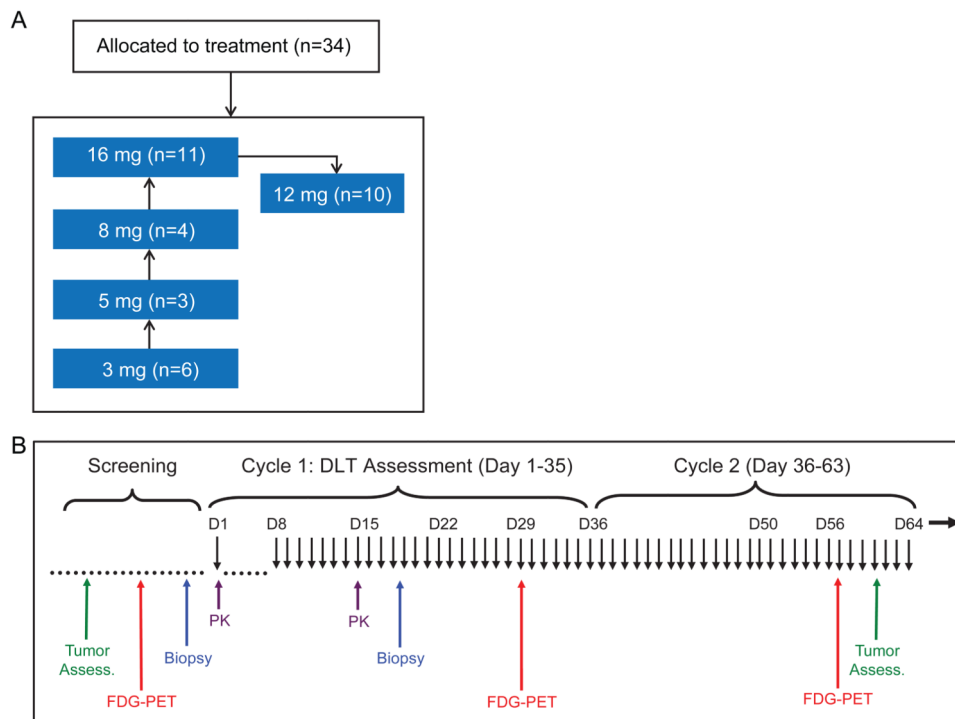 A
Allocated to treatment (n=34)
16 mg (n=11)
12 mg (n=10)
8 mg (n=4)
5 mg (n=3)
3 mg (n=6)
B
Screening
Cycle 1: DLT Assessment (Day 1-35)
Cycle 2 (Day 36-63)
D1
D8
D15
D22
D29
D36
D50
D56
D64
PK
PK
Tumor
Assess.
Biopsy
Biopsy
Tumor
Assess.
FDG-PET
FDG-PET
FDG-PET